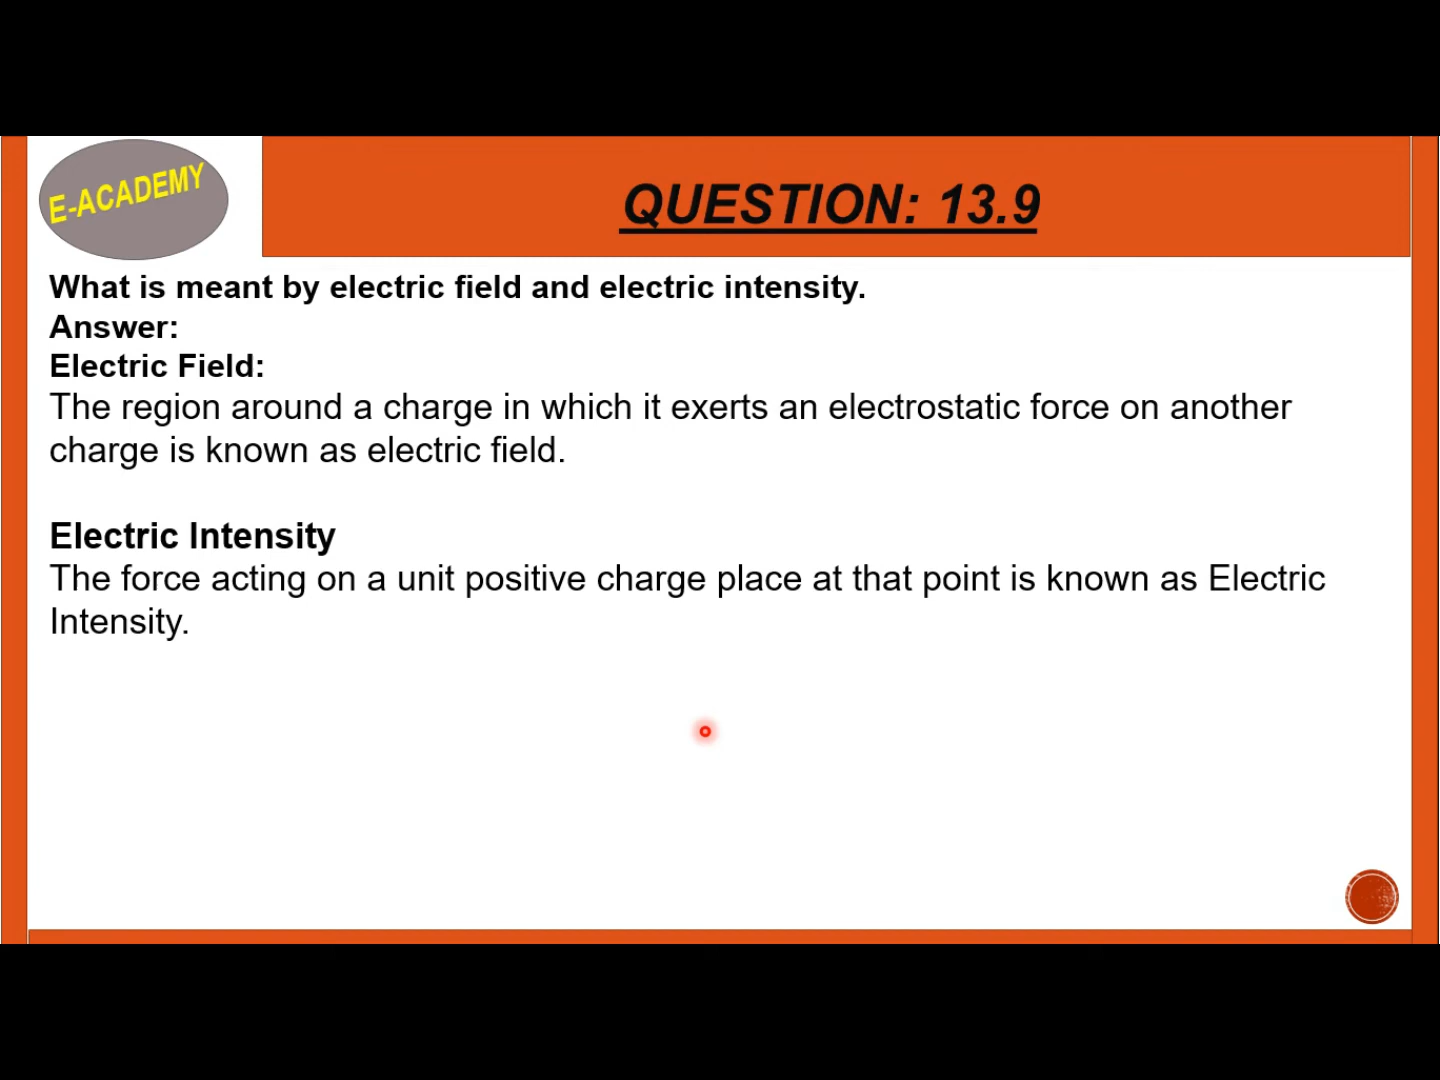 E-ACADEMY
QUESTION: 13.9
What is meant by electric field and electric intensity.
Answer:
Electric Field:
The region around a charge in which it exerts an electrostatic force on another
charge is known as electric field.
Electric Intensity
The force acting on a unit positive charge place at that point is known as Electric
Intensity.